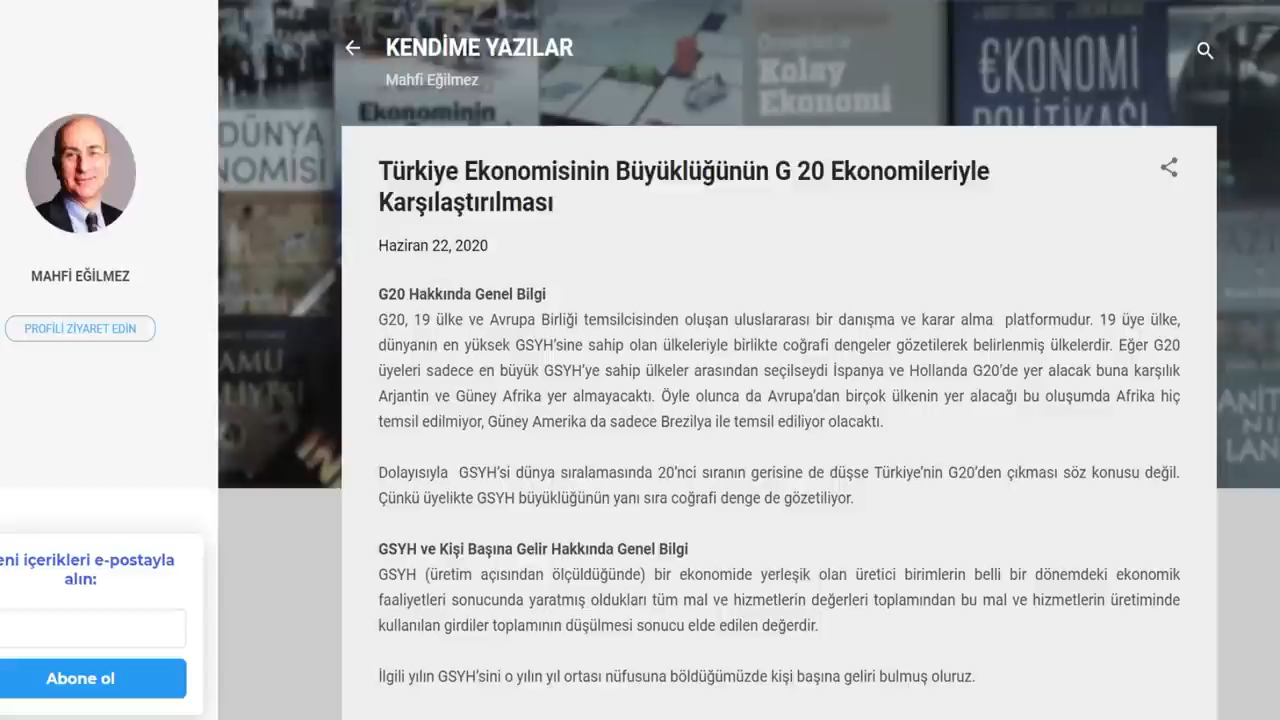 KENDİME YAZILAR
Mahfi Eğilmez
Ekonominin
Kolay
Ekonomi
€KONOMİ
POLİTİKASI
DÜNYA
NOMİSİ
MAHFİ EĞİLMEZ
PROFİLİ ZİYARET EDİN
eni içerikleri e-postayla
alın:
Abone ol
Türkiye Ekonomisinin Büyüklüğünün G 20 Ekonomileriyle
Karşılaştırılması
Haziran 22, 2020
G20 Hakkında Genel Bilgi
G20, 19 ülke ve Avrupa Birliği temsilcisinden oluşan uluslararası bir danışma ve karar alma platformudur. 19 üye ülke,
dünyanın en yüksek GSYH’sine sahip olan ülkeleriyle birlikte coğrafi dengeler gözetilerek belirlenmiş ülkelerdir. Eğer G20
üyeleri sadece en büyük GSYH’ye sahip ülkeler arasından seçilseydi İspanya ve Hollanda G20’de yer alacak buna karşılık
Arjantin ve Güney Afrika yer almayacaktı. Öyle olunca da Avrupa’dan birçok ülkenin yer alacağı bu oluşumda Afrika hiç
temsil edilmiyor, Güney Amerika da sadece Brezilya ile temsil ediliyor olacaktı.
Dolayısıyla GSYH’si dünya sıralamasında 20’nci sıranın gerisine de düşse Türkiye’nin G20’den çıkması söz konusu değil.
Çünkü üyelikte GSYH büyüklüğünün yanı sıra coğrafi denge de gözetiliyor.
GSYH ve Kişi Başına Gelir Hakkında Genel Bilgi
GSYH (üretim açısından ölçüldüğünde) bir ekonomide yerleşik olan üretici birimlerin belli bir dönemdeki ekonomik
faaliyetleri sonucunda yaratmış oldukları tüm mal ve hizmetlerin değerleri toplamından bu mal ve hizmetlerin üretiminde
kullanılan girdiler toplamının düşülmesi sonucu elde edilen değerdir.
İlgili yılın GSYH’sini o yılın yıl ortası nüfusuna böldüğümüzde kişi başına geliri bulmuş oluruz.